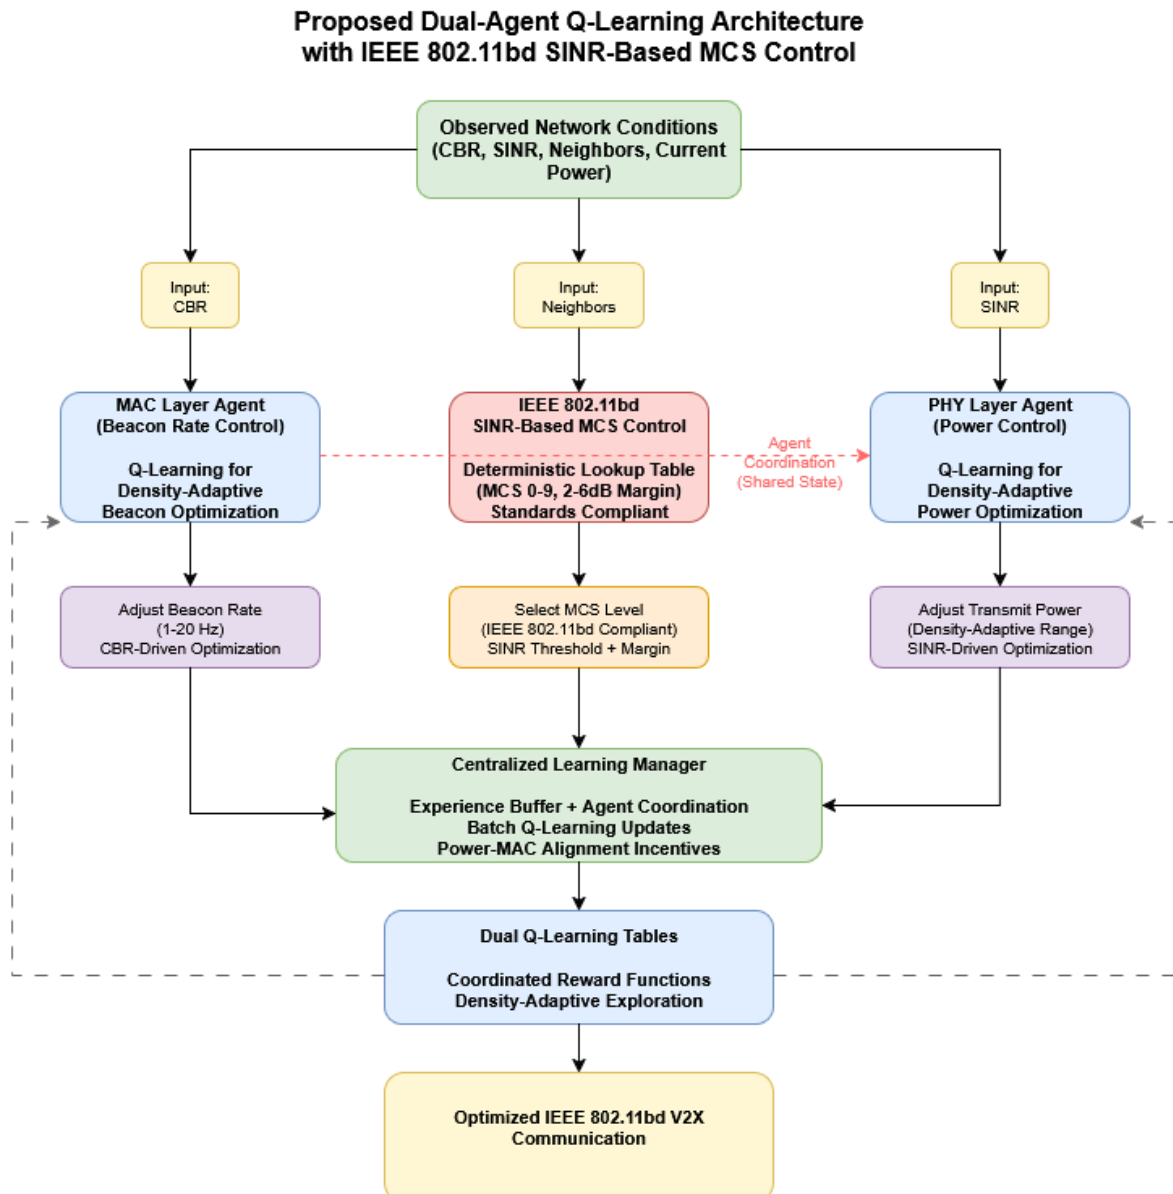 Proposed Dual-Agent Q-Learning Architecture
with IEEE 802.11bd SINR-Based MCS Control
Observed Network Conditions
(CBR, SINR, Neighbors, Current
Power)
Input:
CBR
Input:
Neighbors
Input:
SINR
MAC Layer Agent
(Beacon Rate Control)
Q-Learning for
Density-Adaptive
Beacon Optimization
IEEE 802.11bd
SINR-Based MCS Control
Deterministic Lookup Table
(MCS 0-9, 2-6dB Margin)
Standards Compliant
Agent
Coordination
(Shared State)
PHY Layer Agent
(Power Control)
Q-Learning for
Density-Adaptive
Power Optimization
Adjust Beacon Rate
(1-20 Hz)
CBR-Driven Optimization
Select MCS Level
(IEEE 802.11bd Compliant)
SINR Threshold + Margin
Adjust Transmit Power
(Density-Adaptive Range)
SINR-Driven Optimization
Centralized Learning Manager
Experience Buffer + Agent Coordination
Batch Q-Learning Updates
Power-MAC Alignment Incentives
Dual Q-Learning Tables
Coordinated Reward Functions
Density-Adaptive Exploration
Optimized IEEE 802.11bd V2X
Communication